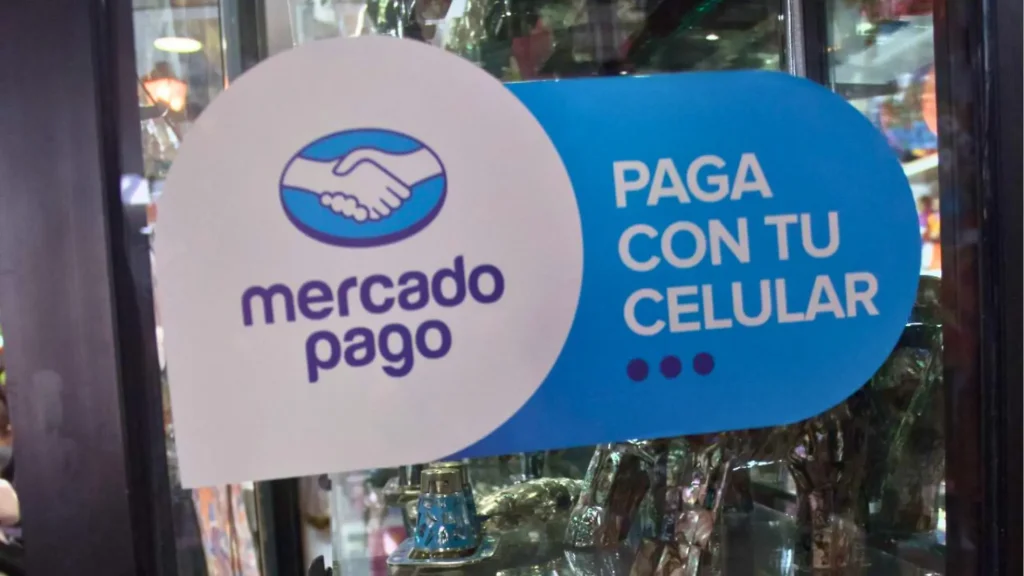 mercado
pago
PAGA
CON TU
CELULAR